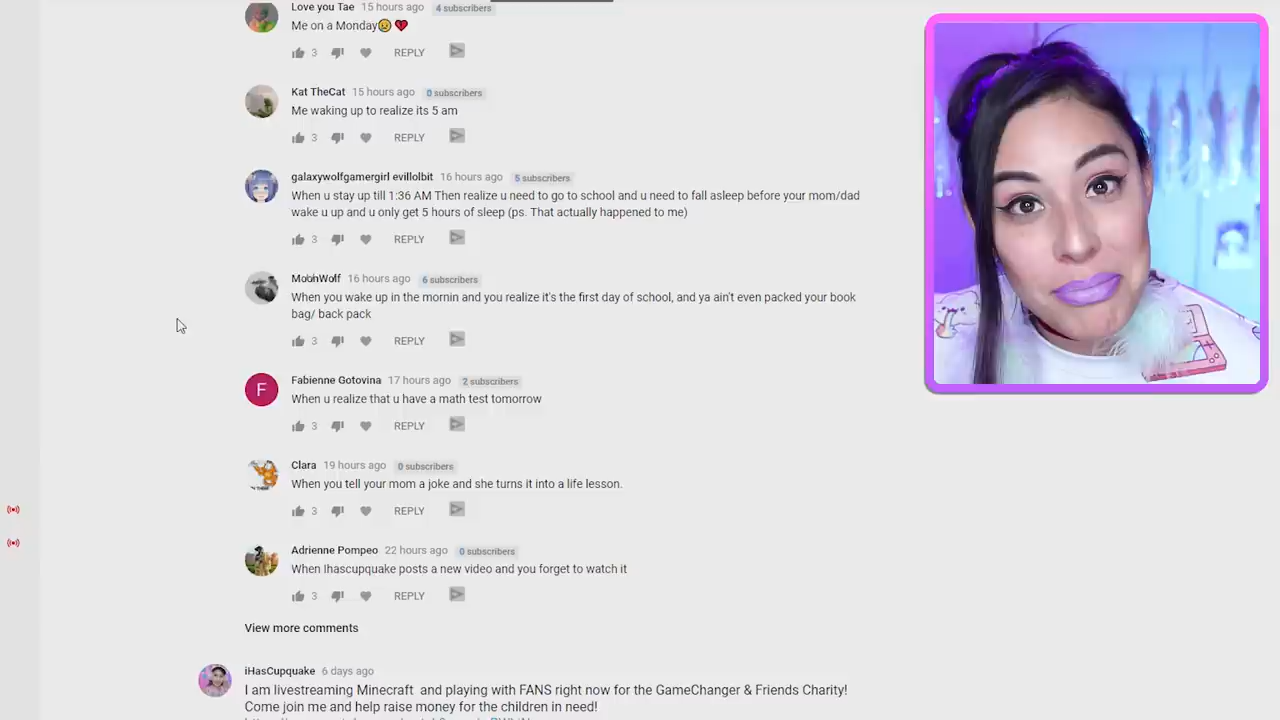 Love you Tae 15 hours ago 4 subscribers
Me on a Monday😥💔
3 REPLY
Kat TheCat 15 hours ago 0 subscribers
Me waking up to realize its 5 am
3 REPLY
galaxywolfgamergirl evillolbit 16 hours ago 5 subscribers
When u stay up till 1:36 AM Then realize u need to go to school and u need to fall asleep before your mom/dad
wake u up and u only get 5 hours of sleep (ps. That actually happened to me)
3 REPLY
16 hours ago 6 subscribers
When you wake up in the mornin and you realize it's the first day of school, and ya ain't even packed your book
bag/ back pack
3 REPLY
Fabienne Gotovina 17 hours ago 2 subscribers
F
When u realize that u have a math test tomorrow
3 REPLY
Clara 19 hours ago 0 subscribers
When you tell your mom a joke and she turns it into a life lesson.
3 REPLY
Adrienne Pompeo 22 hours ago 0 subscribers
When Ihascupquake posts a new video and you forget to watch it
3 REPLY
View more comments
iHasCupquake 6 days ago
I am livestreaming Minecraft and playing with FANS right now for the GameChanger & Friends Charity!
Come join me and help raise money for the children in need!